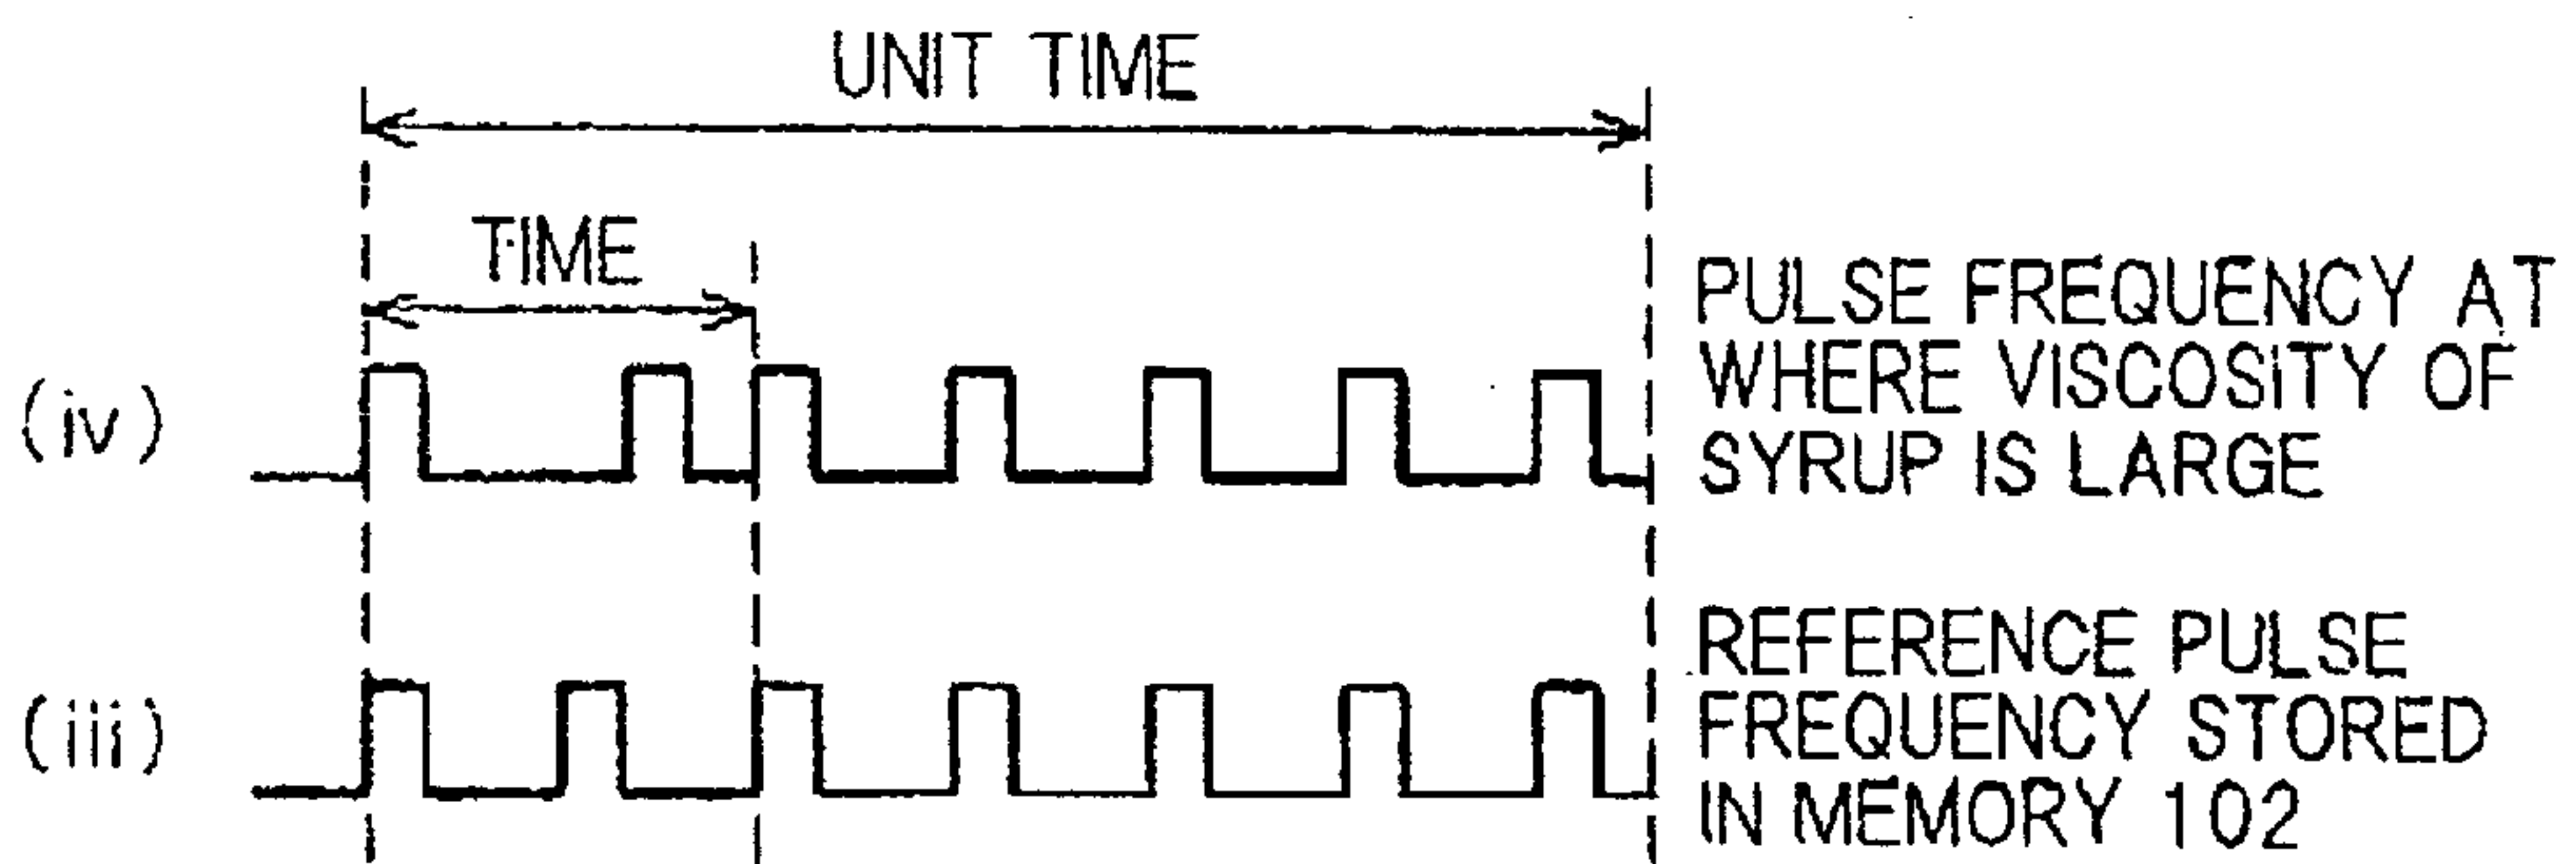 UNIT TIME
TIME
(iv)
PULSE FREQUENCY AT
WHERE VISCOSITY OF
SYRUP IS LARGE
(iii)
REFERENCE PULSE
FREQUENCY STORED
IN MEMORY 102